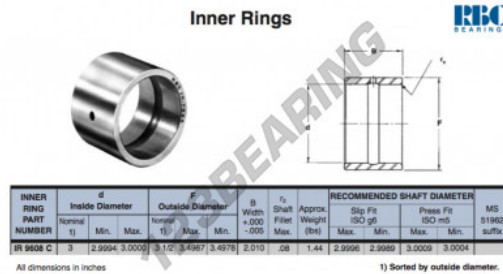 Inner Rings
RBC
BEARINGS
123BEARING
B
rs
d
F
INNER RING PART NUMBER
d Inside Diameter
F Outside Diameter
B Width +.000 -.005
rs Shaft Fillet Max.
Approx. Weight (lbs)
RECOMMENDED SHAFT DIAMETER
Slip Fit ISO g6
Press Fit ISO m5
MS 51962 suffix
Nominal 1) Min. Max. Nominal 1) Max. Min. Max. Min. Max. Min.
IR 9608 C 3 2.9994 3.0000 3 1/2 3.4987 3.4978 2.010 .08 1.44 2.9996 2.9989 3.0009 3.0004
All dimensions in inches
1) Sorted by outside diameter.